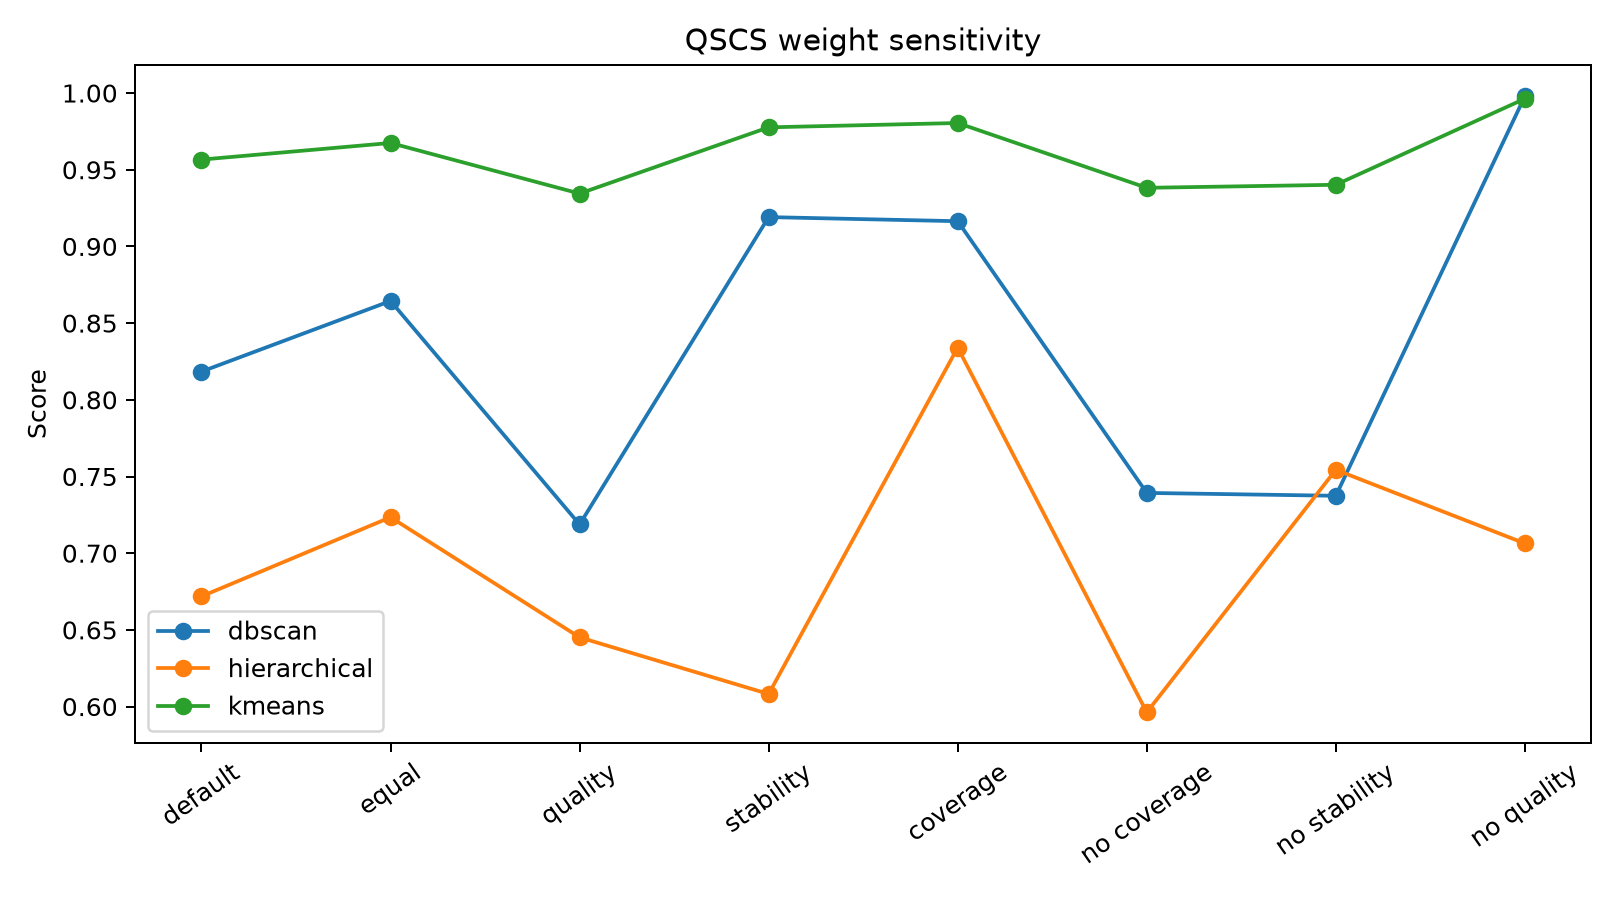 QSCS weight sensitivity
Score
1.00
0.95
0.90
0.85
0.80
0.75
0.70
0.65
0.60
dbscan
hierarchical
kmeans
default
equal
quality
stability
coverage
no coverage
no stability
no quality